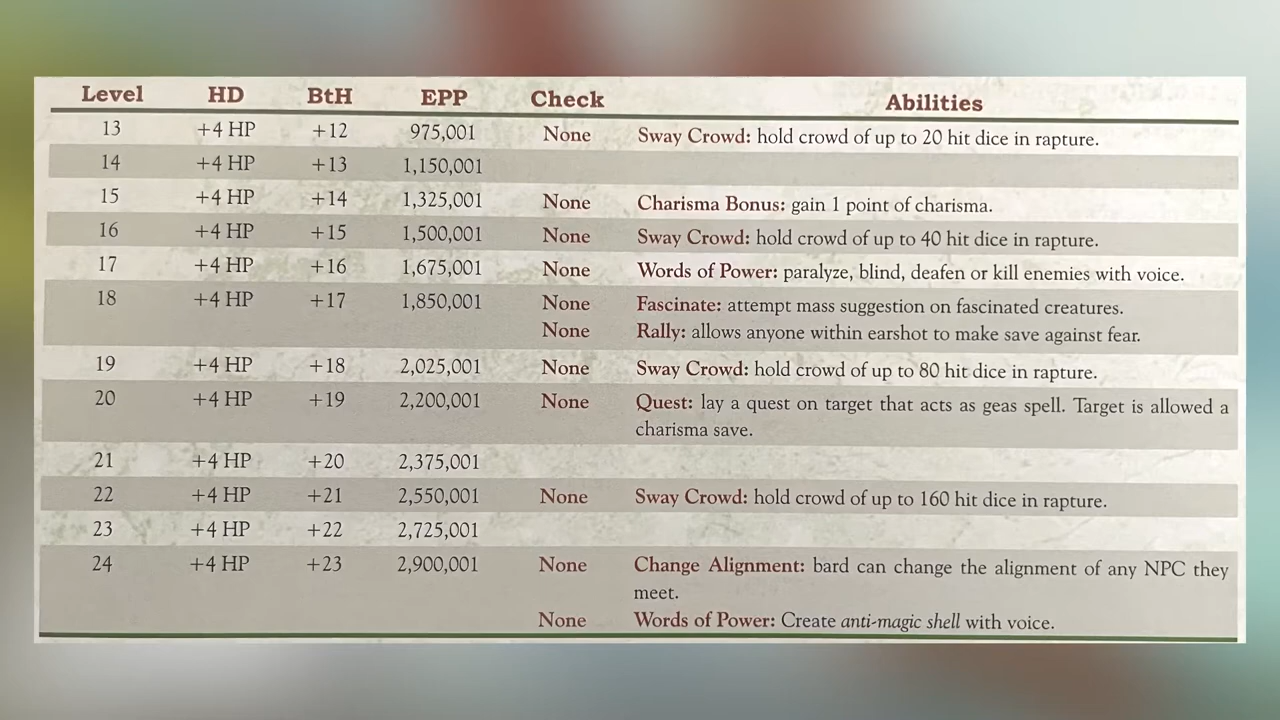 Level HD BtH EPP Check Abilities
13 +4 HP +12 975,001 None Sway Crowd: hold crowd of up to 20 hit dice in rapture.
14 +4 HP +13 1,150,001
15 +4 HP +14 1,325,001 None Charisma Bonus: gain 1 point of charisma.
16 +4 HP +15 1,500,001 None Sway Crowd: hold crowd of up to 40 hit dice in rapture.
17 +4 HP +16 1,675,001 None Words of Power: paralyze, blind, deafen or kill enemies with voice.
18 +4 HP +17 1,850,001 None Fascinate: attempt mass suggestion on fascinated creatures.
None Rally: allows anyone within earshot to make save against fear.
19 +4 HP +18 2,025,001 None Sway Crowd: hold crowd of up to 80 hit dice in rapture.
20 +4 HP +19 2,200,001 None Quest: lay a quest on target that acts as geas spell. Target is allowed a
charisma save.
21 +4 HP +20 2,375,001
22 +4 HP +21 2,550,001 None Sway Crowd: hold crowd of up to 160 hit dice in rapture.
23 +4 HP +22 2,725,001
24 +4 HP +23 2,900,001 None Change Alignment: bard can change the alignment of any NPC they
meet.
None Words of Power: Create anti-magic shell with voice.